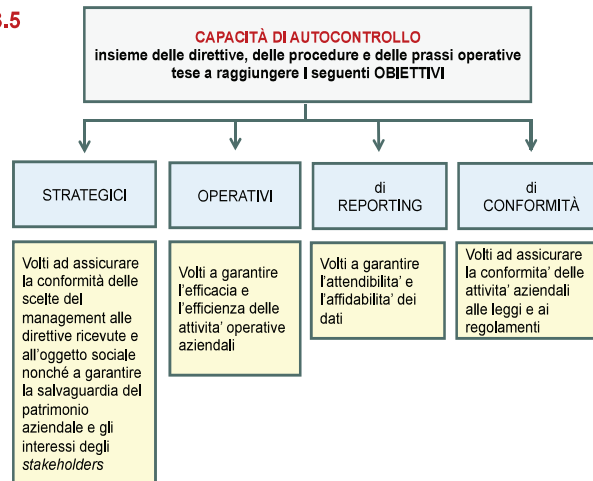 CAPACITÀ DI AUTOCONTROLLO
insieme delle direttive, delle procedure e delle prassi operative
tese a raggiungere i seguenti OBIETTIVI
STRATEGICI
OPERATIVI
di
REPORTING
di
CONFORMITÀ
Volti ad assicurare
la conformità delle
scelte del
management alle
direttive ricevute e
all'oggetto sociale
nonché a garantire
la salvaguardia del
patrimonio
aziendale e gli
interessi degli
stakeholders
Volti a garantire
l'efficacia e
l'efficienza delle
attivita' operative
aziendali
Volti a garantire
l'attendibilita' e
l'affidabilita' dei
dati
Volti ad assicurare
la conformita' delle
attivita' aziendali
alle leggi e ai
regolamenti